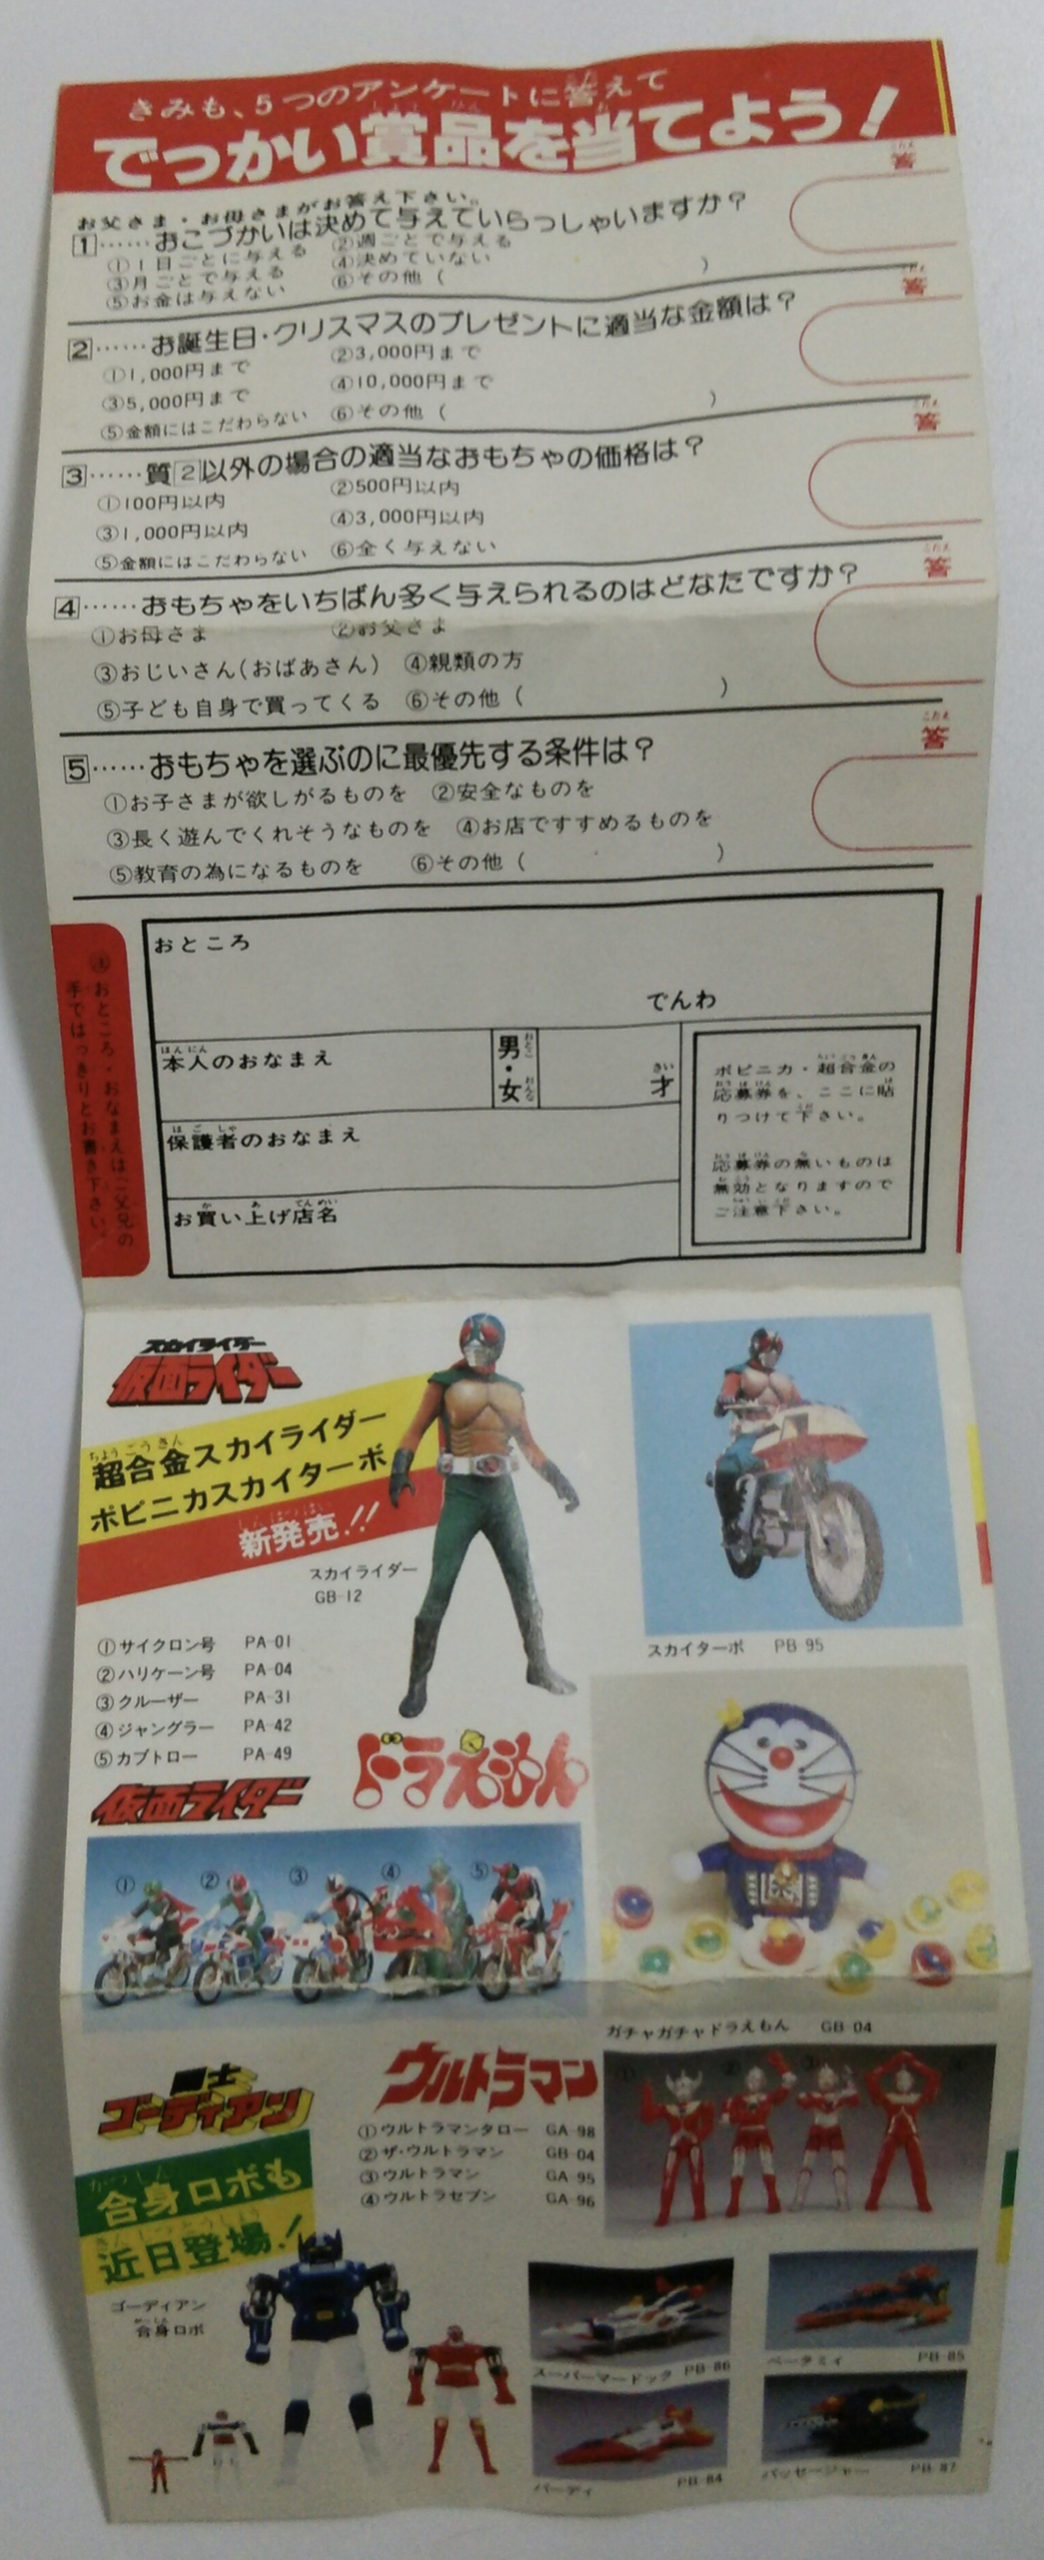 きみも、5つのアンケートに答えて
でっかい賞品を当てよう!
お父さま・お母さまがお答え下さい。
1……おこづかいは決めて与えていらっしゃいますか?
①1日ごとに与える ②週ごとで与える
③月ごとで与える ④決めていない
⑤お金は与えない ⑥その他( )
答
2……お誕生日・クリスマスのプレゼントに適当な金額は?
①1,000円まで ②3,000円まで
③5,000円まで ④10,000円まで
⑤金額にはこだわらない ⑥その他( )
答
3……質2以外の場合の適当なおもちゃの価格は?
①100円以内 ②500円以内
③1,000円以内 ④3,000円以内
⑤金額にはこだわらない ⑥全く与えない
答
4……おもちゃをいちばん多く与えられるのはどなたですか?
①お母さま ②お父さま
③おじいさん(おばあさん) ④親類の方
⑤子ども自身で買ってくる ⑥その他( )
答
5……おもちゃを選ぶのに最優先する条件は?
①お子さまが欲しがるものを ②安全なものを
③長く遊んでくれそうなものを ④お店ですすめるものを
⑤教育の為になるものを ⑥その他( )
答
おところ・おなまえはご父兄の
手ではっきりとお書き下さい。
おところ
でんわ
本人のおなまえ
男・女
才
保護者のおなまえ
お買い上げ店名
ポピニカ・超合金の
応募券を、ここに貼
りつけて下さい。
応募券の無いものは
無効となりますので
ご注意下さい。
スカイライダー
仮面ライダー
超合金スカイライダー
ポピニカスカイターボ
新発売!!
スカイライダー
GB-12
スカイターボ PB-95
①サイクロン号 PA-01
②ハリケーン号 PA-04
③クルーザー PA-31
④ジャングラー PA-42
⑤カブトロー PA-49
仮面ライダー
ドラえもん
① ② ③ ④ ⑤
ガチャガチャドラえもん GB-04
闘士
ゴーディアン
合身ロボも
近日登場!
ゴーディアン
合身ロボ
ウルトラマン
①ウルトラマンタロー GA-98
②ザ・ウルトラマン GB-04
③ウルトラマン GA-95
④ウルトラセブン GA-96
スーパーマードック PB-86
ベータミィ PB-85
バーディ PB-84
パッセージャー PB-87